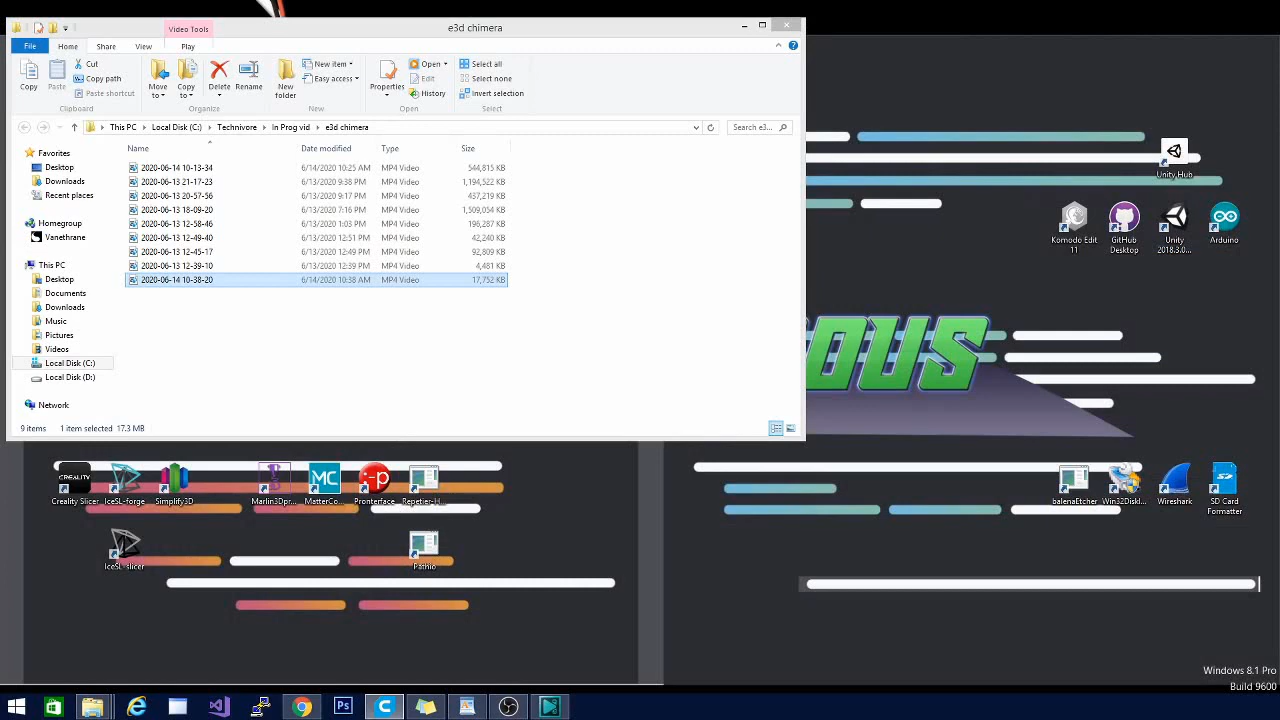 Video Tools
e3d chimera
File Home Share View Play
Copy
Paste
Cut
Copy path
Paste shortcut
Clipboard
Move to
Copy to
Delete
Rename
Organize
New folder
New item
Easy access
New
Properties
Open
Edit
History
Open
Select all
Select none
Invert selection
Select
This PC Local Disk (C:) Technivore In Prog vid e3d chimera
Search e3...
Favorites
Desktop
Downloads
Recent places
Homegroup
Vanethrane
This PC
Desktop
Documents
Downloads
Music
Pictures
Videos
Local Disk (C:)
Local Disk (D:)
Network
Name Date modified Type Size
2020-06-14 10-13-34 6/14/2020 10:25 AM MP4 Video 544,815 KB
2020-06-13 21-17-23 6/13/2020 9:38 PM MP4 Video 1,194,522 KB
2020-06-13 20-57-56 6/13/2020 9:17 PM MP4 Video 437,219 KB
2020-06-13 18-09-20 6/13/2020 7:16 PM MP4 Video 1,509,054 KB
2020-06-13 12-58-46 6/13/2020 1:03 PM MP4 Video 196,287 KB
2020-06-13 12-49-40 6/13/2020 12:51 PM MP4 Video 42,240 KB
2020-06-13 12-45-17 6/13/2020 12:49 PM MP4 Video 92,809 KB
2020-06-13 12-39-10 6/13/2020 12:39 PM MP4 Video 4,481 KB
2020-06-14 10-38-20 6/14/2020 10:38 AM MP4 Video 17,752 KB
9 items 1 item selected 17.3 MB
Unity Hub
Komodo Edit 11
GitHub Desktop
Unity 2018.3.0...
Arduino
OUS
CREALITY
Creality Slicer
IceSL-forge
Simplify3D
Marlin3Dpr...
MC
MatterCo...
i-p
Pronterface
Repetier-H...
balenaEtcher
Win32Disk...
Wireshark
SD
SD Card Formatter
IceSL-slicer
Pathio
Windows 8.1 Pro
Build 9600
Ps